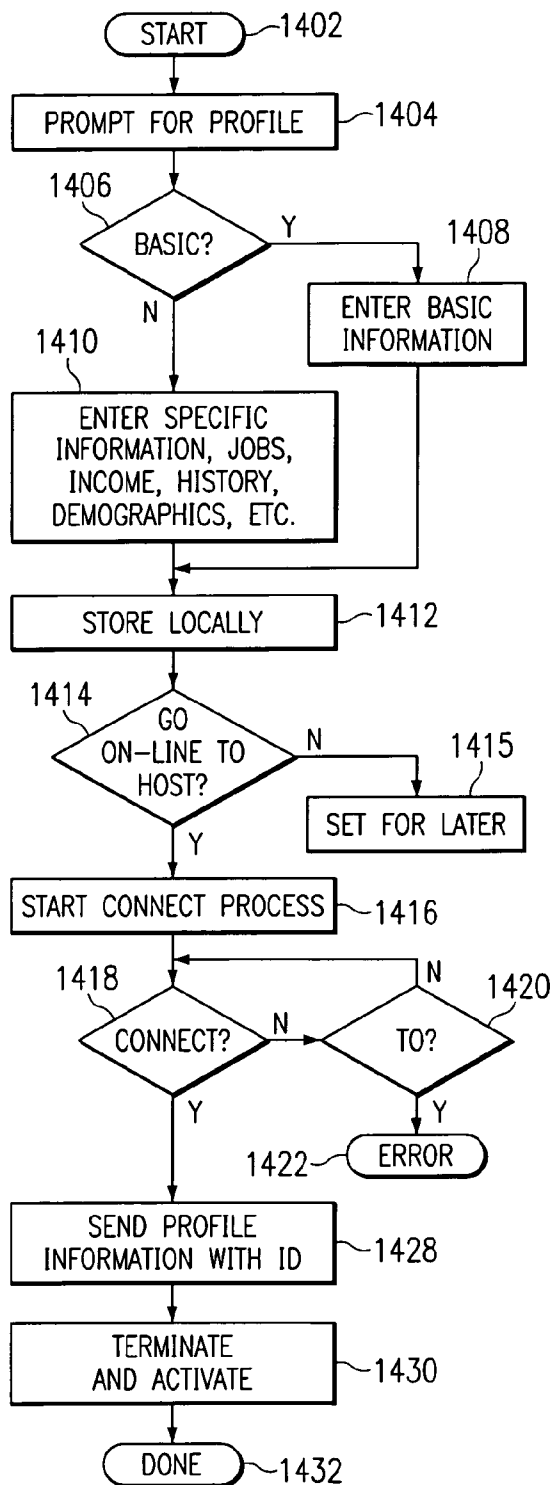 START
1402
PROMPT FOR PROFILE
1404
1406
BASIC?
Y
N
1408
ENTER BASIC
INFORMATION
1410
ENTER SPECIFIC
INFORMATION, JOBS,
INCOME, HISTORY,
DEMOGRAPHICS, ETC.
STORE LOCALLY
1412
1414
GO
ON-LINE TO
HOST?
N
Y
1415
SET FOR LATER
START CONNECT PROCESS
1416
1418
CONNECT?
N
Y
N
1420
TO?
Y
1422
ERROR
SEND PROFILE
INFORMATION WITH ID
1428
TERMINATE
AND ACTIVATE
1430
DONE
1432